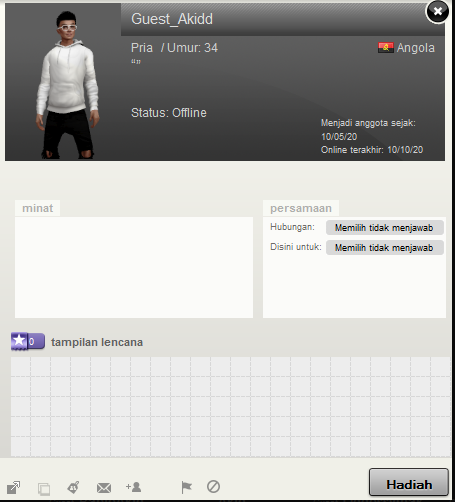 Guest_Akidd
Pria / Umur: 34
Angola
“”
Status: Offline
Menjadi anggota sejak:
10/05/20
Online terakhir: 10/10/20
minat
persamaan
Hubungan: Memilih tidak menjawab
Disini untuk: Memilih tidak menjawab
0 tampilan lencana
Hadiah